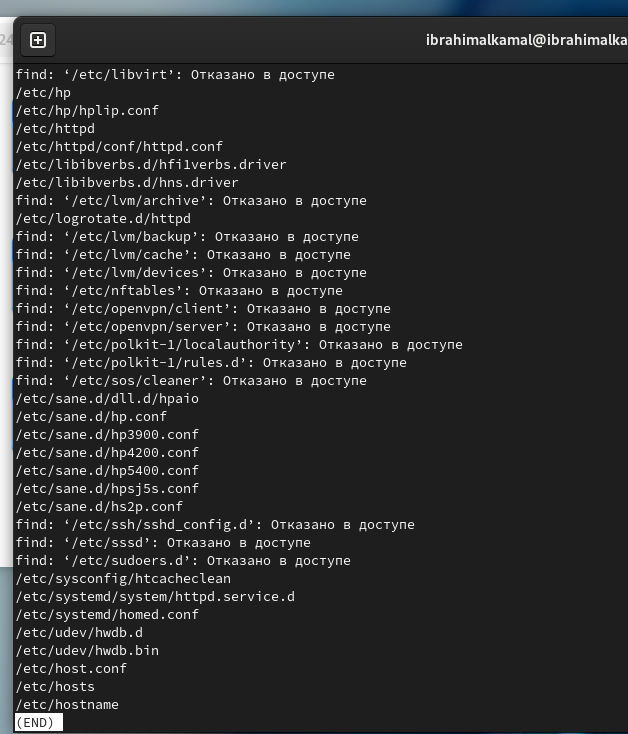 24
ibrahimalkamal@ibrahimalka
find: ‘/etc/libvirt’: Отказано в доступе
/etc/hp
/etc/hp/hplip.conf
/etc/httpd
/etc/httpd/conf/httpd.conf
/etc/libibverbs.d/hfi1verbs.driver
/etc/libibverbs.d/hns.driver
find: ‘/etc/lvm/archive’: Отказано в доступе
/etc/logrotate.d/httpd
find: ‘/etc/lvm/backup’: Отказано в доступе
find: ‘/etc/lvm/cache’: Отказано в доступе
find: ‘/etc/lvm/devices’: Отказано в доступе
find: ‘/etc/nftables’: Отказано в доступе
find: ‘/etc/openvpn/client’: Отказано в доступе
find: ‘/etc/openvpn/server’: Отказано в доступе
find: ‘/etc/polkit-1/localauthority’: Отказано в доступе
find: ‘/etc/polkit-1/rules.d’: Отказано в доступе
find: ‘/etc/sos/cleaner’: Отказано в доступе
/etc/sane.d/dll.d/hpaio
/etc/sane.d/hp.conf
/etc/sane.d/hp3900.conf
/etc/sane.d/hp4200.conf
/etc/sane.d/hp5400.conf
/etc/sane.d/hpsj5s.conf
/etc/sane.d/hs2p.conf
find: ‘/etc/ssh/sshd_config.d’: Отказано в доступе
find: ‘/etc/sssd’: Отказано в доступе
find: ‘/etc/sudoers.d’: Отказано в доступе
/etc/sysconfig/htcacheclean
/etc/systemd/system/httpd.service.d
/etc/systemd/homed.conf
/etc/udev/hwdb.d
/etc/udev/hwdb.bin
/etc/host.conf
/etc/hosts
/etc/hostname
(END)